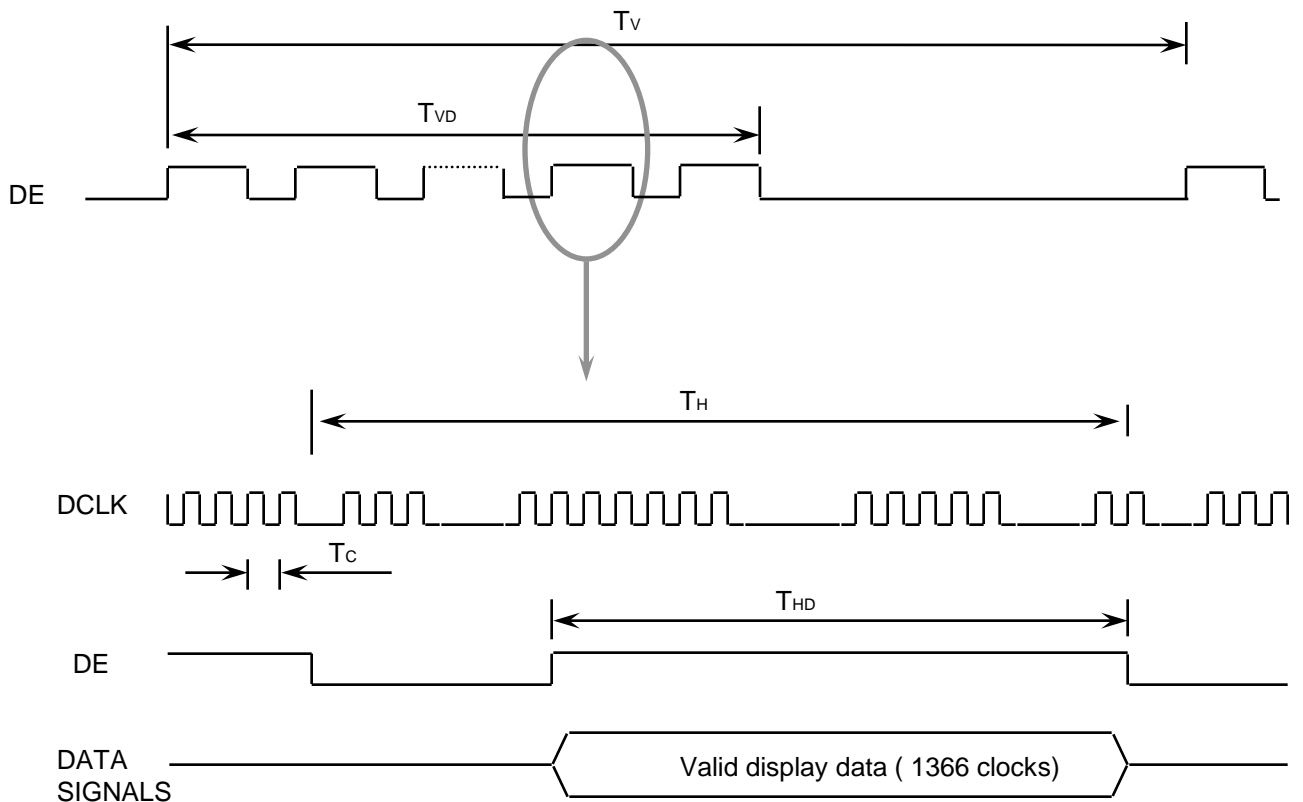 TV
TVD
DE
TH
DCLK
TC
THD
DE
DATA
SIGNALS
Valid display data ( 1366 clocks)